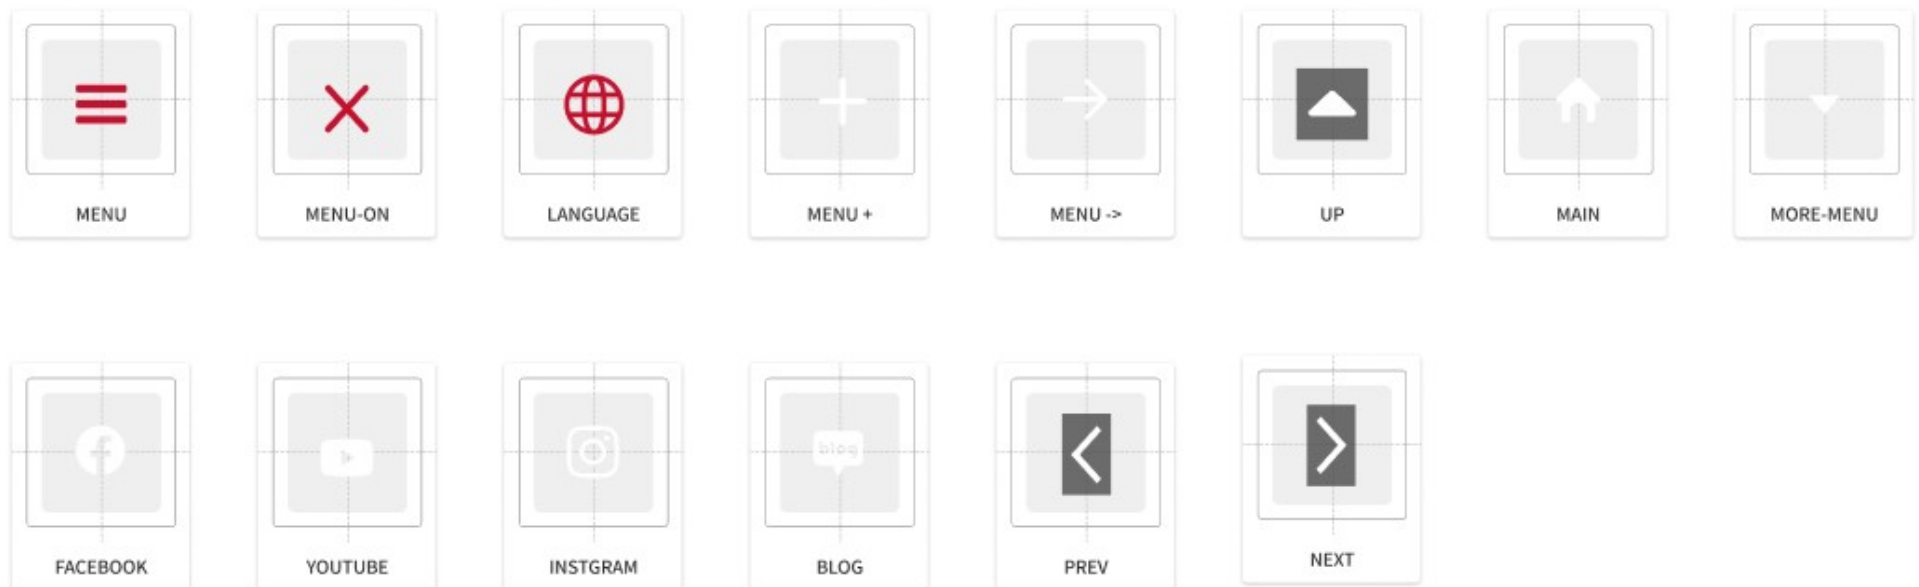 MENU
MENU-ON
LANGUAGE
MENU +
MENU ->
UP
MAIN
MORE-MENU
blog
FACEBOOK
YOUTUBE
INSTGRAM
BLOG
PREV
NEXT